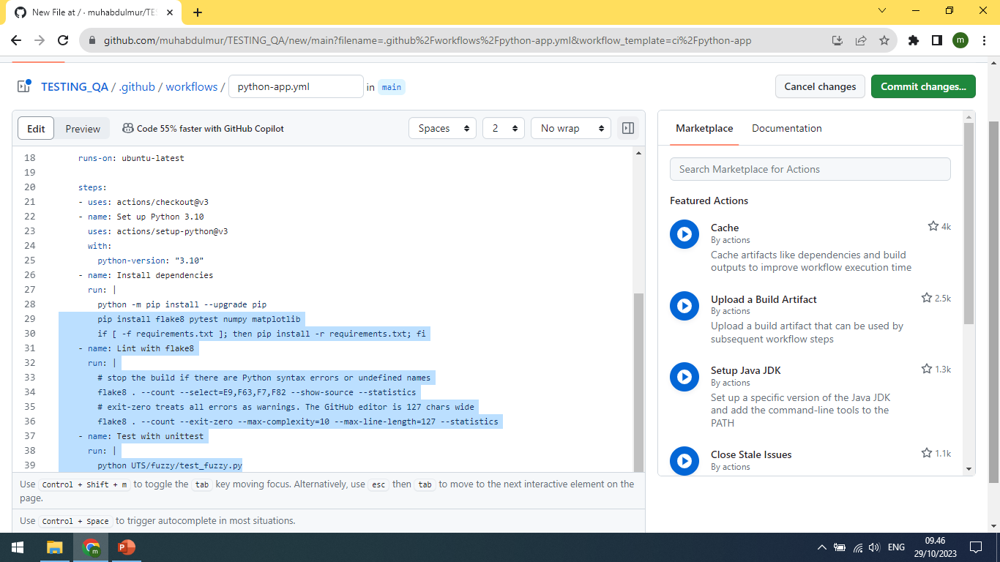 New File at / · muhabdulmur/TES
github.com/muhabdulmur/TESTING_QA/new/main?filename=.github%2Fworkflows%2Fpython-app.yml&workflow_template=ci%2Fpython-app
m
TESTING_QA / .github / workflows / python-app.yml in main
Cancel changes
Commit changes...
Edit
Preview
Code 55% faster with GitHub Copilot
Spaces
2
No wrap
18 runs-on: ubuntu-latest
19
20 steps:
21 - uses: actions/checkout@v3
22 - name: Set up Python 3.10
23 uses: actions/setup-python@v3
24 with:
25 python-version: "3.10"
26 - name: Install dependencies
27 run: |
28 python -m pip install --upgrade pip
29 pip install flake8 pytest numpy matplotlib
30 if [ -f requirements.txt ]; then pip install -r requirements.txt; fi
31 - name: Lint with flake8
32 run: |
33 # stop the build if there are Python syntax errors or undefined names
34 flake8 . --count --select=E9,F63,F7,F82 --show-source --statistics
35 # exit-zero treats all errors as warnings. The GitHub editor is 127 chars wide
36 flake8 . --count --exit-zero --max-complexity=10 --max-line-length=127 --statistics
37 - name: Test with unittest
38 run: |
39 python UTS/fuzzy/test_fuzzy.py
Use Control + Shift + m to toggle the tab key moving focus. Alternatively, use esc then tab to move to the next interactive element on the
page.
Use Control + Space to trigger autocomplete in most situations.
Marketplace
Documentation
Search Marketplace for Actions
Featured Actions
Cache
4k
By actions
Cache artifacts like dependencies and build
outputs to improve workflow execution time
Upload a Build Artifact
2.5k
By actions
Upload a build artifact that can be used by
subsequent workflow steps
Setup Java JDK
1.3k
By actions
Set up a specific version of the Java JDK
and add the command-line tools to the
PATH
Close Stale Issues
1.1k
By actions
m
P
ENG
09.46
29/10/2023